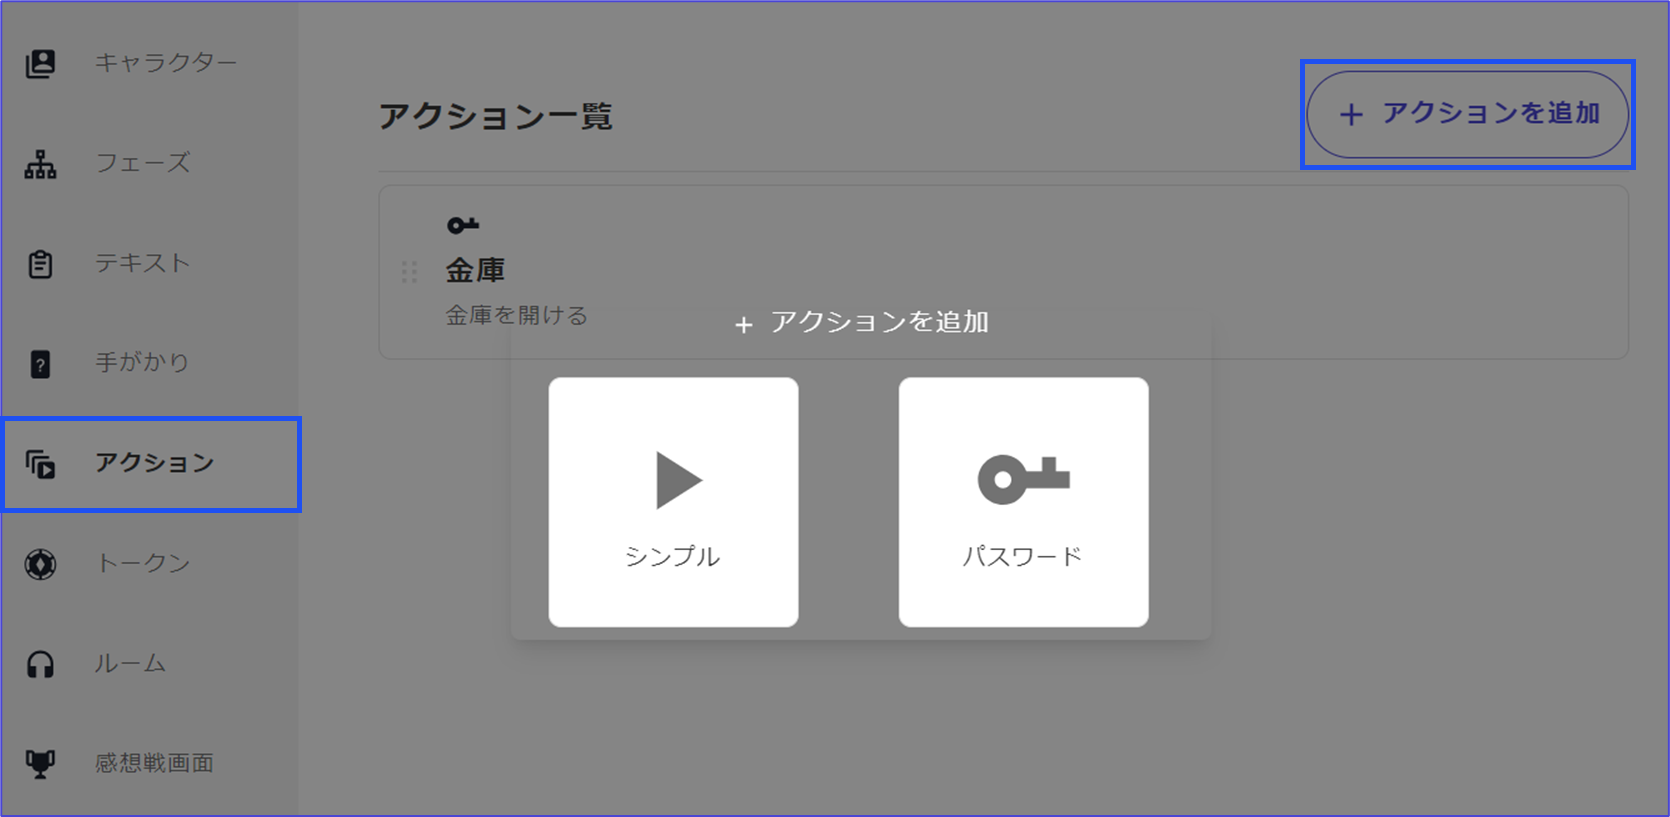 キャラクター
フェーズ
テキスト
手がかり
アクション
トークン
ルーム
感想戦画面
アクション一覧
+ アクションを追加
金庫
金庫を開ける
+ アクションを追加
シンプル
パスワード